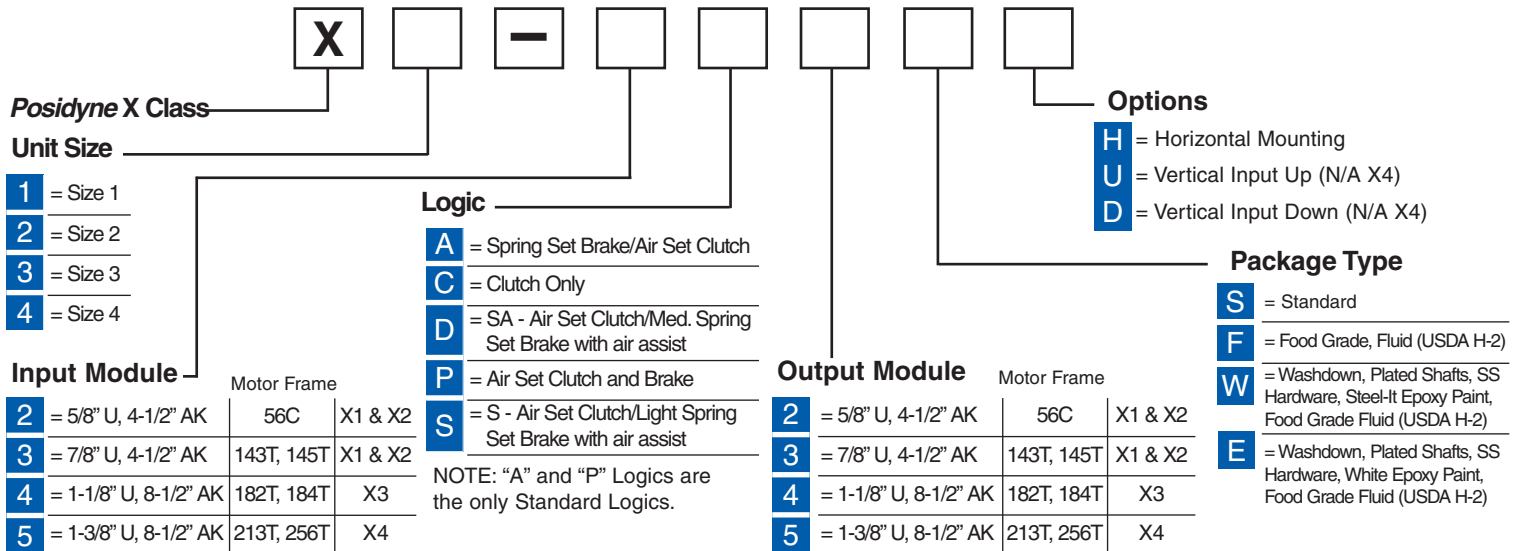 X –
Posidyne X Class
Unit Size
1 = Size 1
2 = Size 2
3 = Size 3
4 = Size 4
Input Module
Motor Frame
2 = 5/8” U, 4-1/2” AK 56C X1 & X2
3 = 7/8” U, 4-1/2” AK 143T, 145T X1 & X2
4 = 1-1/8” U, 8-1/2” AK 182T, 184T X3
5 = 1-3/8” U, 8-1/2” AK 213T, 256T X4
Logic
A = Spring Set Brake/Air Set Clutch
C = Clutch Only
D = SA - Air Set Clutch/Med. Spring
Set Brake with air assist
P = Air Set Clutch and Brake
S = S - Air Set Clutch/Light Spring
Set Brake with air assist
NOTE: “A” and “P” Logics are
the only Standard Logics.
Output Module
Motor Frame
2 = 5/8” U, 4-1/2” AK 56C X1 & X2
3 = 7/8” U, 4-1/2” AK 143T, 145T X1 & X2
4 = 1-1/8” U, 8-1/2” AK 182T, 184T X3
5 = 1-3/8” U, 8-1/2” AK 213T, 256T X4
Options
H = Horizontal Mounting
U = Vertical Input Up (N/A X4)
D = Vertical Input Down (N/A X4)
Package Type
S = Standard
F = Food Grade, Fluid (USDA H-2)
W = Washdown, Plated Shafts, SS
Hardware, Steel-It Epoxy Paint,
Food Grade Fluid (USDA H-2)
E = Washdown, Plated Shafts, SS
Hardware, White Epoxy Paint,
Food Grade Fluid (USDA H-2)